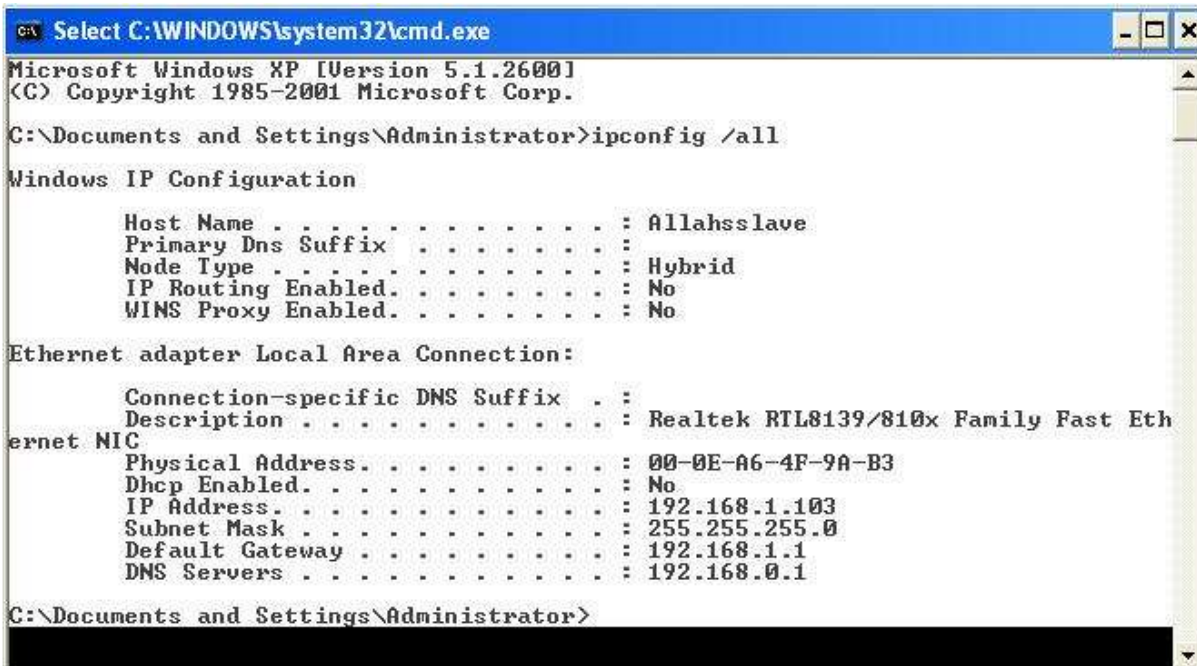 Select C:\WINDOWS\system32\cmd.exe
Microsoft Windows XP [Version 5.1.2600]
(C) Copyright 1985-2001 Microsoft Corp.
C:\Documents and Settings\Administrator>ipconfig /all
Windows IP Configuration
Host Name . . . . . . . . . . . . : Allahsslave
Primary Dns Suffix  . . . . . . . :
Node Type . . . . . . . . . . . . : Hybrid
IP Routing Enabled. . . . . . . . : No
WINS Proxy Enabled. . . . . . . . : No
Ethernet adapter Local Area Connection:
Connection-specific DNS Suffix  . :
Description . . . . . . . . . . . : Realtek RTL8139/810x Family Fast Eth
ernet NIC
Physical Address. . . . . . . . . : 00-0E-A6-4F-9A-B3
Dhcp Enabled. . . . . . . . . . . : No
IP Address. . . . . . . . . . . . : 192.168.1.103
Subnet Mask . . . . . . . . . . . : 255.255.255.0
Default Gateway . . . . . . . . . : 192.168.1.1
DNS Servers . . . . . . . . . . . : 192.168.0.1
C:\Documents and Settings\Administrator>